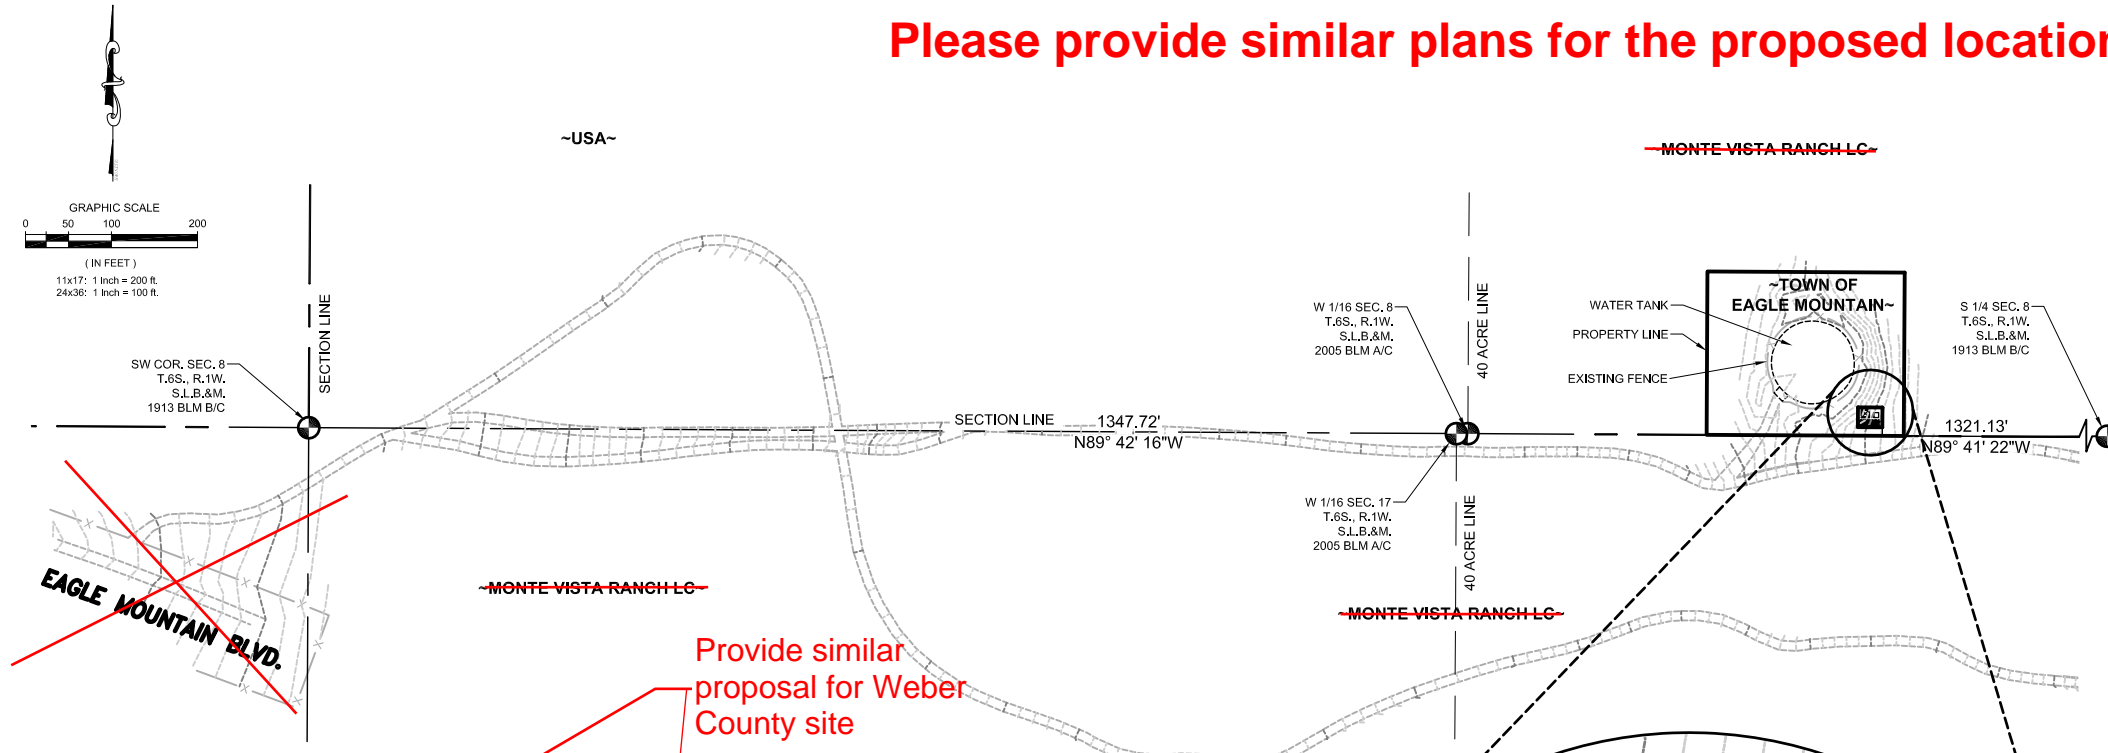 Please provide similar plans for the proposed location
~USA~
~MONTE VISTA RANCH LC~
GRAPHIC SCALE
0 50 100 200
( IN FEET )
11x17: 1 Inch = 200 ft.
24x36: 1 Inch = 100 ft.
SECTION LINE
SW COR. SEC. 8
T.6S., R.1W.
S.L.B.&M.
1913 BLM B/C
W 1/16 SEC. 8
T.6S., R.1W.
S.L.B.&M.
2005 BLM A/C
40 ACRE LINE
~TOWN OF
EAGLE MOUNTAIN~
WATER TANK
PROPERTY LINE
EXISTING FENCE
S 1/4 SEC. 8
T.6S., R.1W.
S.L.B.&M.
1913 BLM B/C
SECTION LINE 1347.72'
N89° 42' 16"W
1321.13'
N89° 41' 22"W
W 1/16 SEC. 17
T.6S., R.1W.
S.L.B.&M.
2005 BLM A/C
40 ACRE LINE
EAGLE MOUNTAIN BLVD.
~MONTE VISTA RANCH LC~
~MONTE VISTA RANCH LC~
Provide similar
proposal for Weber
County site